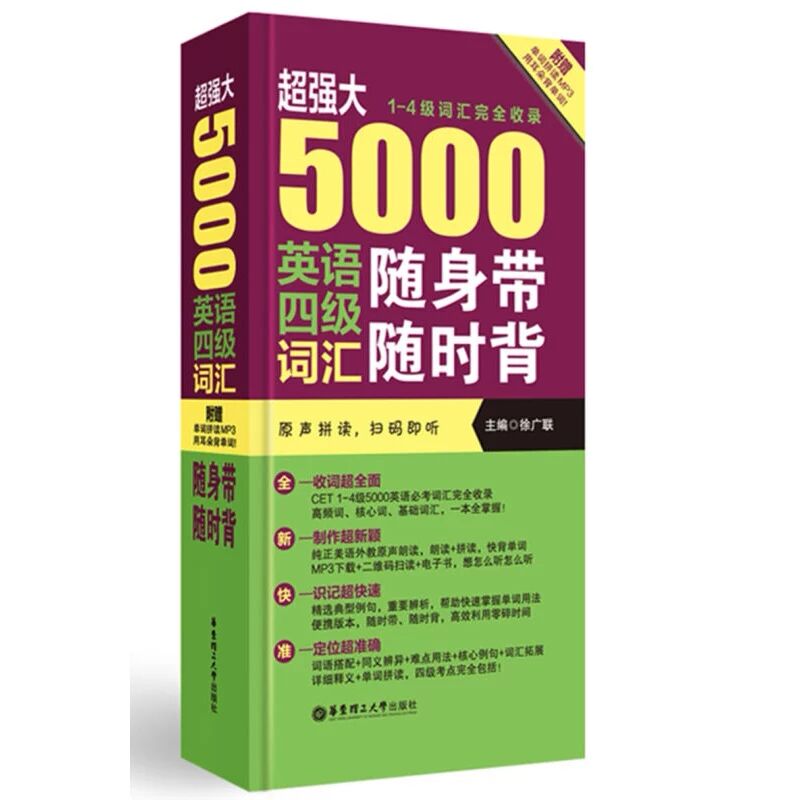 超强大
5000
英语
四级
词汇
附赠
单词拼读MP3
用耳朵背单词!
随身带
随时背
附赠
单词拼读MP3
用耳朵背单词!
超强大
1-4级词汇完全收录
5000
英语
四级
词汇
随身带
随时背
原声拼读，扫码即听
主编◎徐广联
全—收词超全面
CET 1-4级5000英语必考词汇完全收录
高频词、核心词、基础词汇，一本全掌握!
新—制作超新颖
纯正美语外教原声朗读，朗读+拼读，快背单词
MP3下载+二维码扫读+电子书，想怎么听怎么听
快—识记超快速
精选典型例句，重要辨析，帮助快速掌握单词用法
便携版本，随时带、随时背，高效利用零碎时间
准—定位超准确
词语搭配+同义辨异+难点用法+核心例句+词汇拓展
详细释义+单词拼读，四级考点完全包括!
华东理工大学出版社
华东理工大学出版社